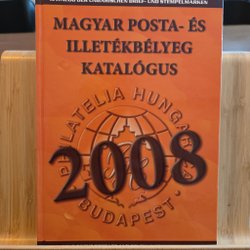 KATALOG DER UNGARISCHEN BRIEF- UND STEMPELMARKEN
MAGYAR POSTA- ÉS
ILLETÉKBÉLYEG
KATALÓGUS
PHILATELIA HUNGARICA
2008
BUDAPEST